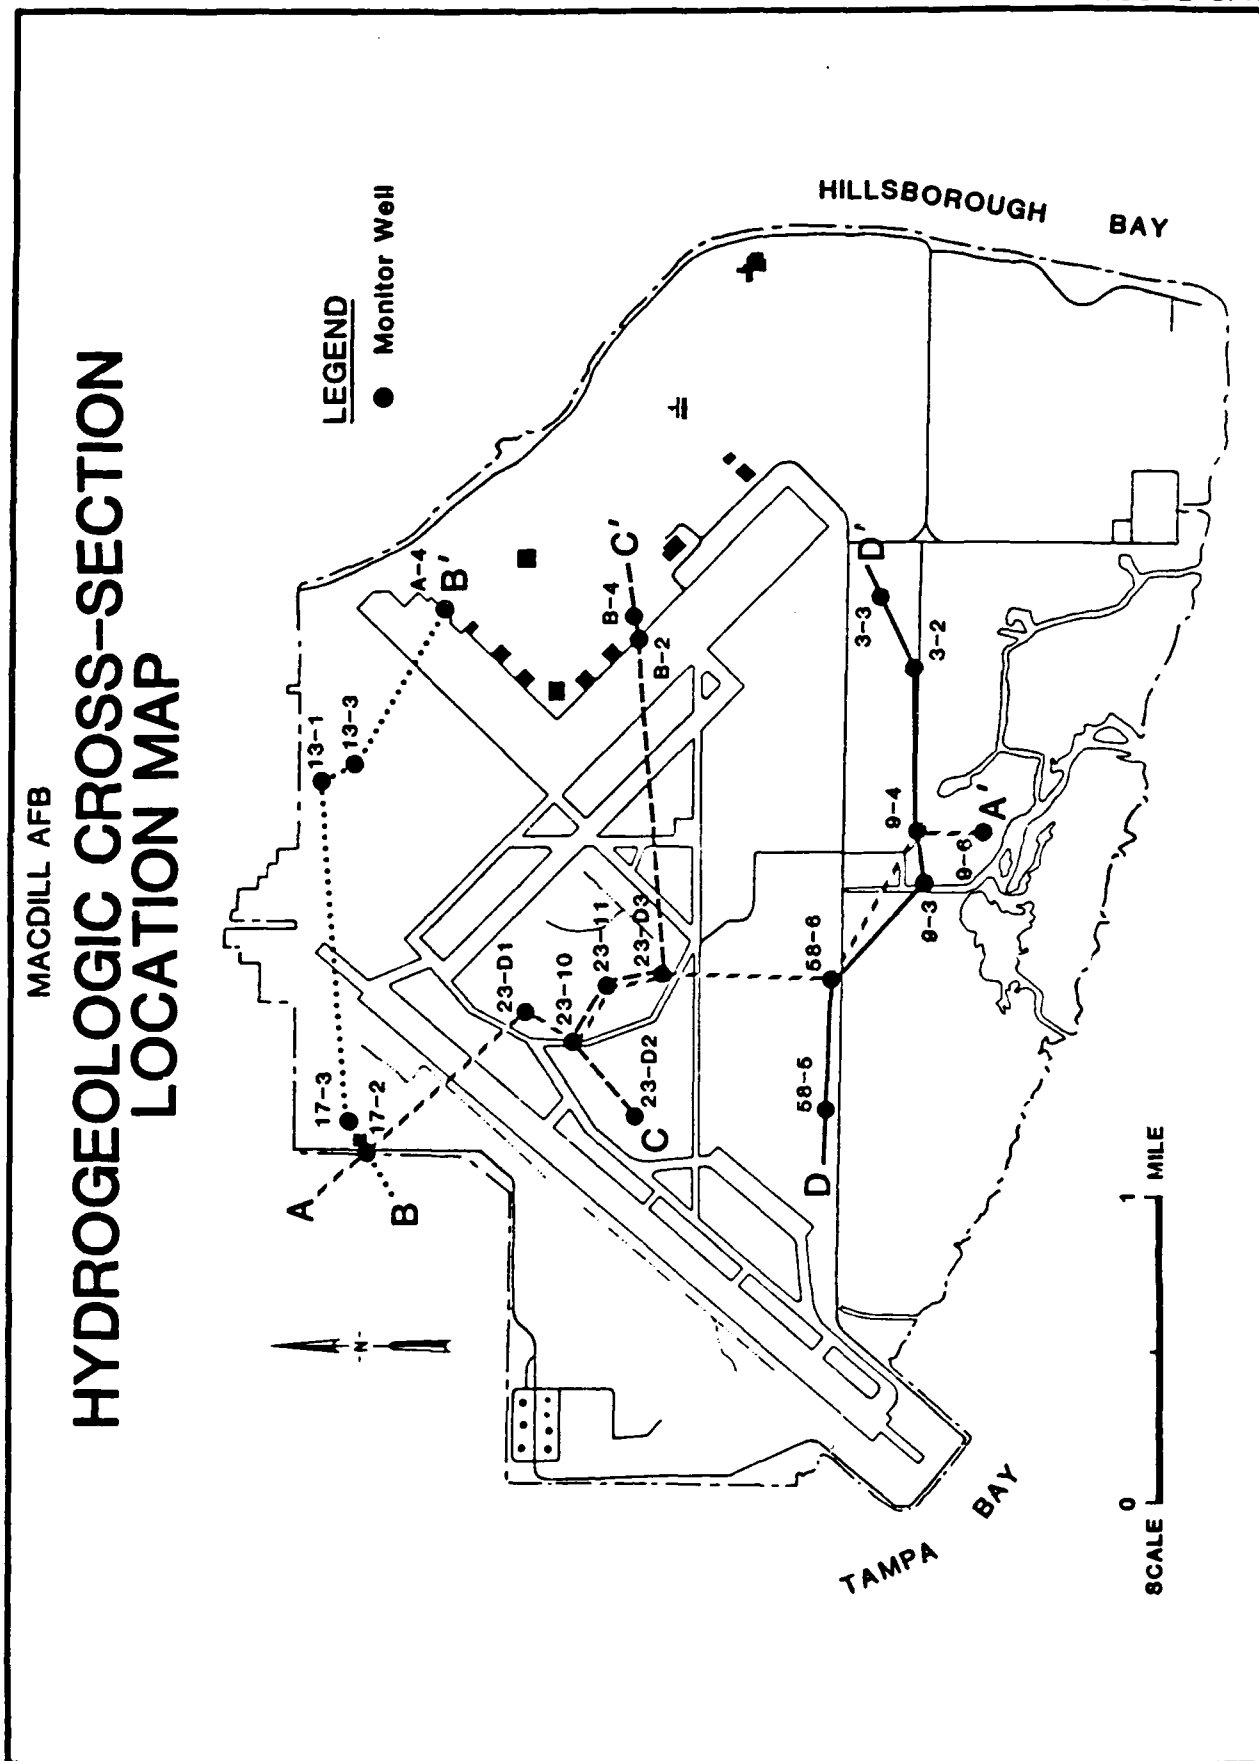 MACDILL AFB
HYDROGEOLOGIC CROSS-SECTION
LOCATION MAP
LEGEND
Monitor Well
HILLSBOROUGH BAY
TAMPA BAY
N
A
B
17-3
17-2
13-1
13-3
A-4
B'
23-D1
23-10
23-11
23-D3
23-D2
C
B-2
B-4
C'
D
58-5
58-6
9-3
9-4
9-6
A'
3-2
3-3
D'
SCALE 0 1 MILE